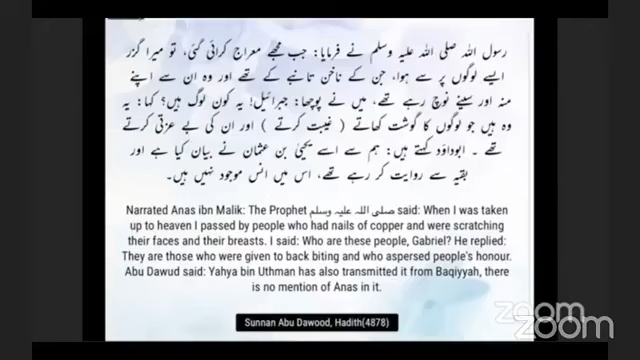 رسول اللہ صلی اللہ علیہ وسلم نے فرمایا: جب مجھے معراج کرائی گئی، تو میرا گزر
ایسے لوگوں پر سے ہوا، جن کے ناخن تانبے کے تھے اور وہ ان سے اپنے
منہ اور سینے نوچ رہے تھے، میں نے پوچھا: جبرائیل! یہ کون لوگ ہیں؟ کہا: یہ
وہ ہیں جو لوگوں کا گوشت کھاتے ( غیبت کرتے ) اور ان کی بے عزتی کرتے
تھے ۔ ابوداؤد کہتے ہیں: ہم سے اسے یحییٰ بن عثمان نے بیان کیا ہے اور
بقیہ سے روایت کر رہے تھے، اس میں انس موجود نہیں ہیں۔
Narrated Anas ibn Malik: The Prophet صلی اللہ علیہ وسلم said: When I was taken
up to heaven I passed by people who had nails of copper and were scratching
their faces and their breasts. I said: Who are these people, Gabriel? He replied:
They are those who were given to back biting and who aspersed people's honour.
Abu Dawud said: Yahya bin Uthman has also transmitted it from Baqiyyah, there
is no mention of Anas in it.
Sunnan Abu Dawood, Hadith(4878)
zoom
zoom